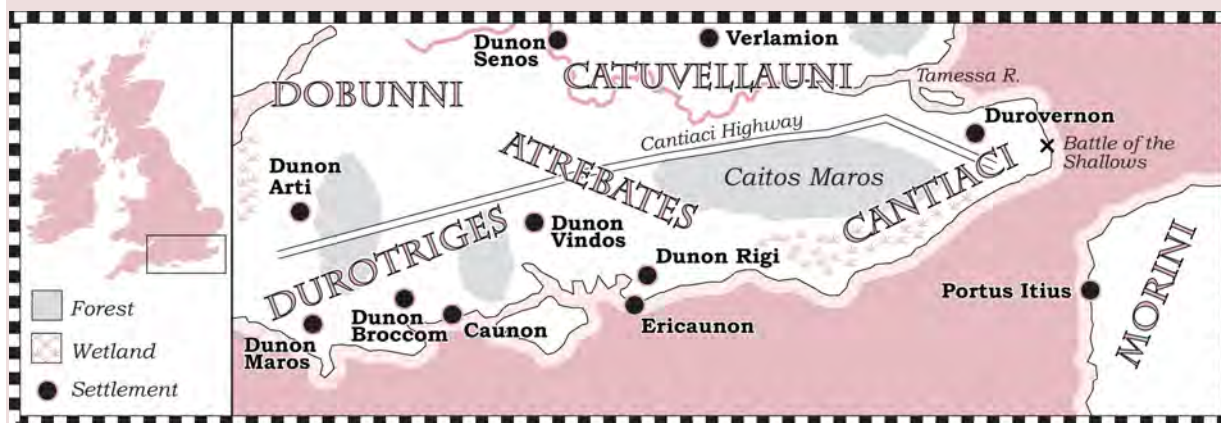 Dunon
Senos
Verlamion
CATUVELLAUNI
DOBUNNI
Tamessa R.
Durovernon
Cantiaci Highway
Battle of the
Shallows
Dunon
Arti
ATREBATES
Caitos Maros
CANTIACI
Dunon
Vindos
DUROTRIGES
Dunon Rigi
Portus Itius
MORINI
Dunon
Broccom
Caunon
Ericaunon
Dunon
Maros
Forest
Wetland
Settlement